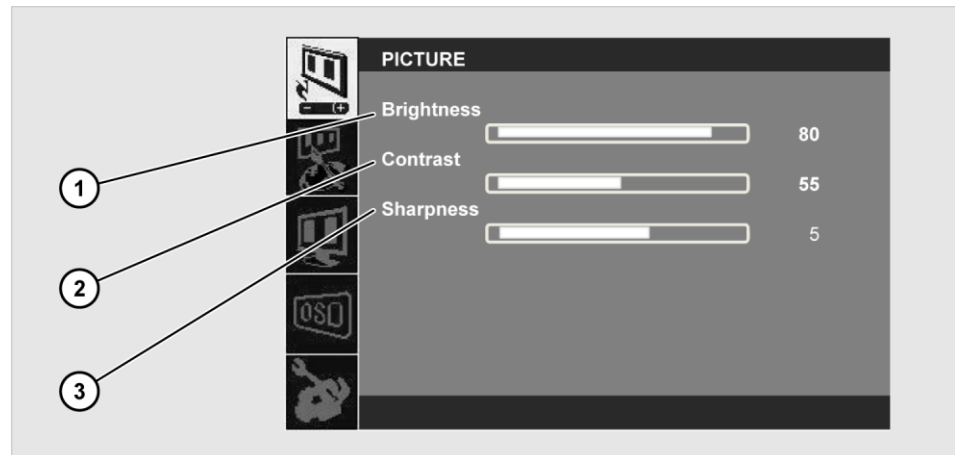 PICTURE
Brightness
80
Contrast
55
Sharpness
5
1
2
3
OSD